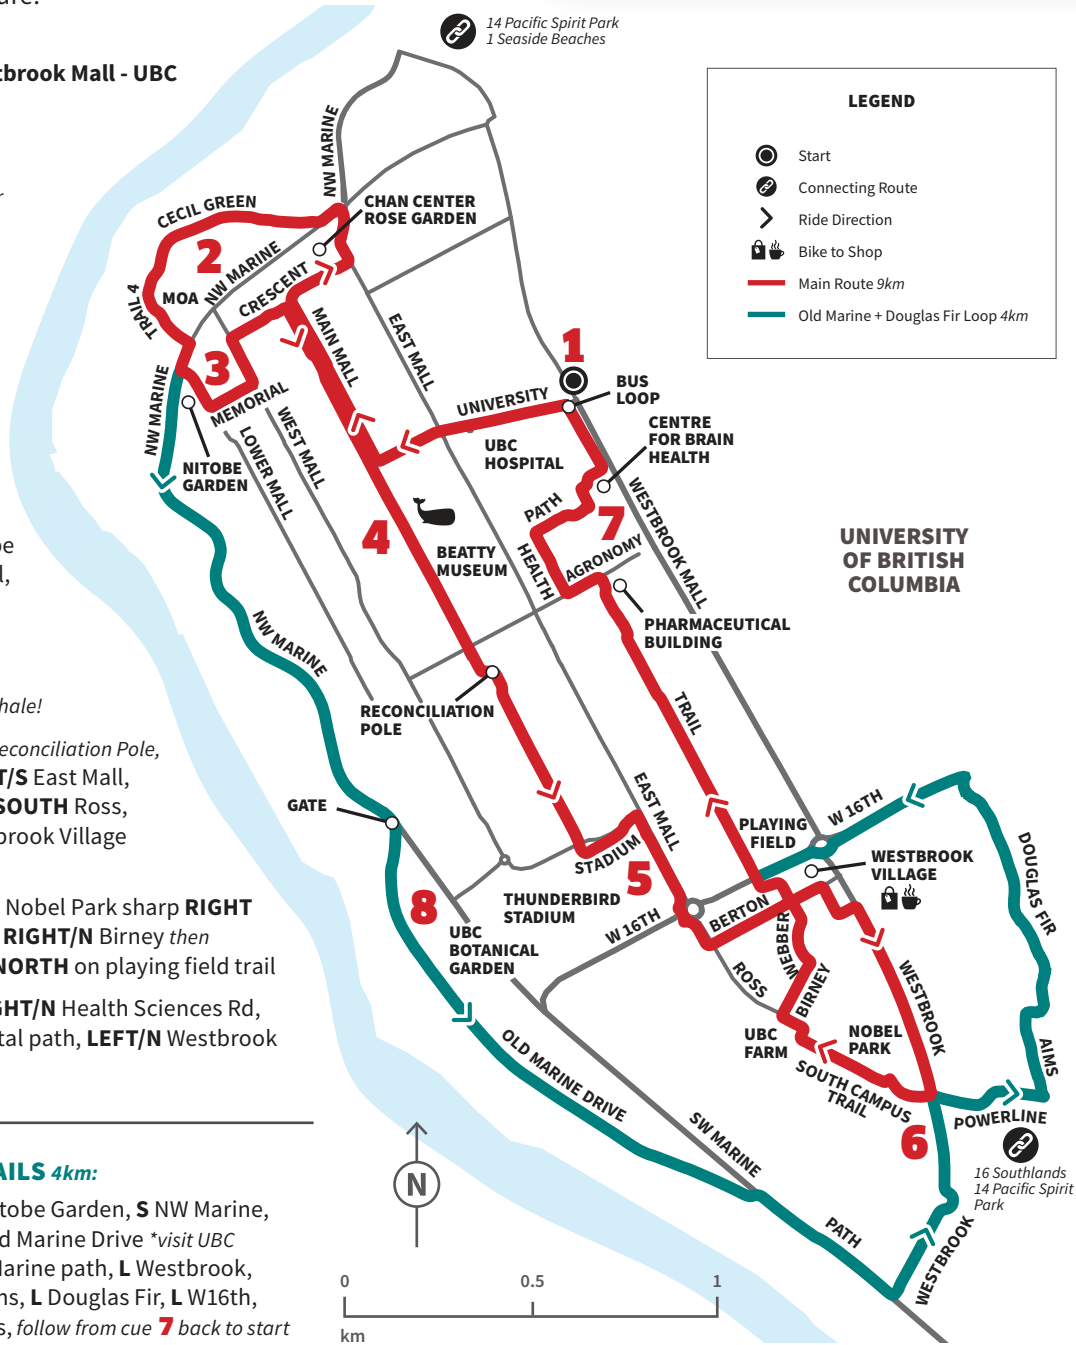 14 Pacific Spirit Park
1 Seaside Beaches
tbrook Mall - UBC
LEGEND
Start
Connecting Route
Ride Direction
Bike to Shop
Main Route 9km
Old Marine + Douglas Fir Loop 4km
NW MARINE
CHAN CENTER
ROSE GARDEN
CECIL GREEN
2
NW MARINE
MOA
CRESCENT
TRAIL 4
MAIN MALL
EAST MALL
1
3
BUS
LOOP
UNIVERSITY
NW MARINE
MEMORIAL
WEST MALL
LOWER MALL
CENTRE
FOR BRAIN
HEALTH
UBC
HOSPITAL
NITOBE
GARDEN
WESTBROOK MALL
PATH
7
4
UNIVERSITY
OF BRITISH
COLUMBIA
BEATTY
MUSEUM
HEALTH
AGRONOMY
PHARMACEUTICAL
BUILDING
NW MARINE
RECONCILIATION
POLE
TRAIL
hale!
econciliation Pole,
T/S East Mall,
SOUTH Ross,
brook Village
GATE
EAST MALL
W 16TH
PLAYING
FIELD
STADIUM
5
WESTBROOK
VILLAGE
DOUGLAS FIR
8
THUNDERBIRD
STADIUM
W 16TH
BERTON
WEBBER
UBC
BOTANICAL
GARDEN
Nobel Park sharp RIGHT
RIGHT/N Birney then
NORTH on playing field trail
GHT/N Health Sciences Rd,
tal path, LEFT/N Westbrook
ROSS
BIRNEY
WESTBROOK
UBC
FARM
NOBEL
PARK
AIMS
OLD MARINE DRIVE
SOUTH CAMPUS
TRAIL
SW MARINE
6
POWERLINE
16 Southlands
14 Pacific Spirit
Park
N
AILS 4km:
tobe Garden, S NW Marine,
d Marine Drive *visit UBC
Marine path, L Westbrook,
ns, L Douglas Fir, L W16th,
s, follow from cue 7 back to start
PATH
WESTBROOK
0 0.5 1
km